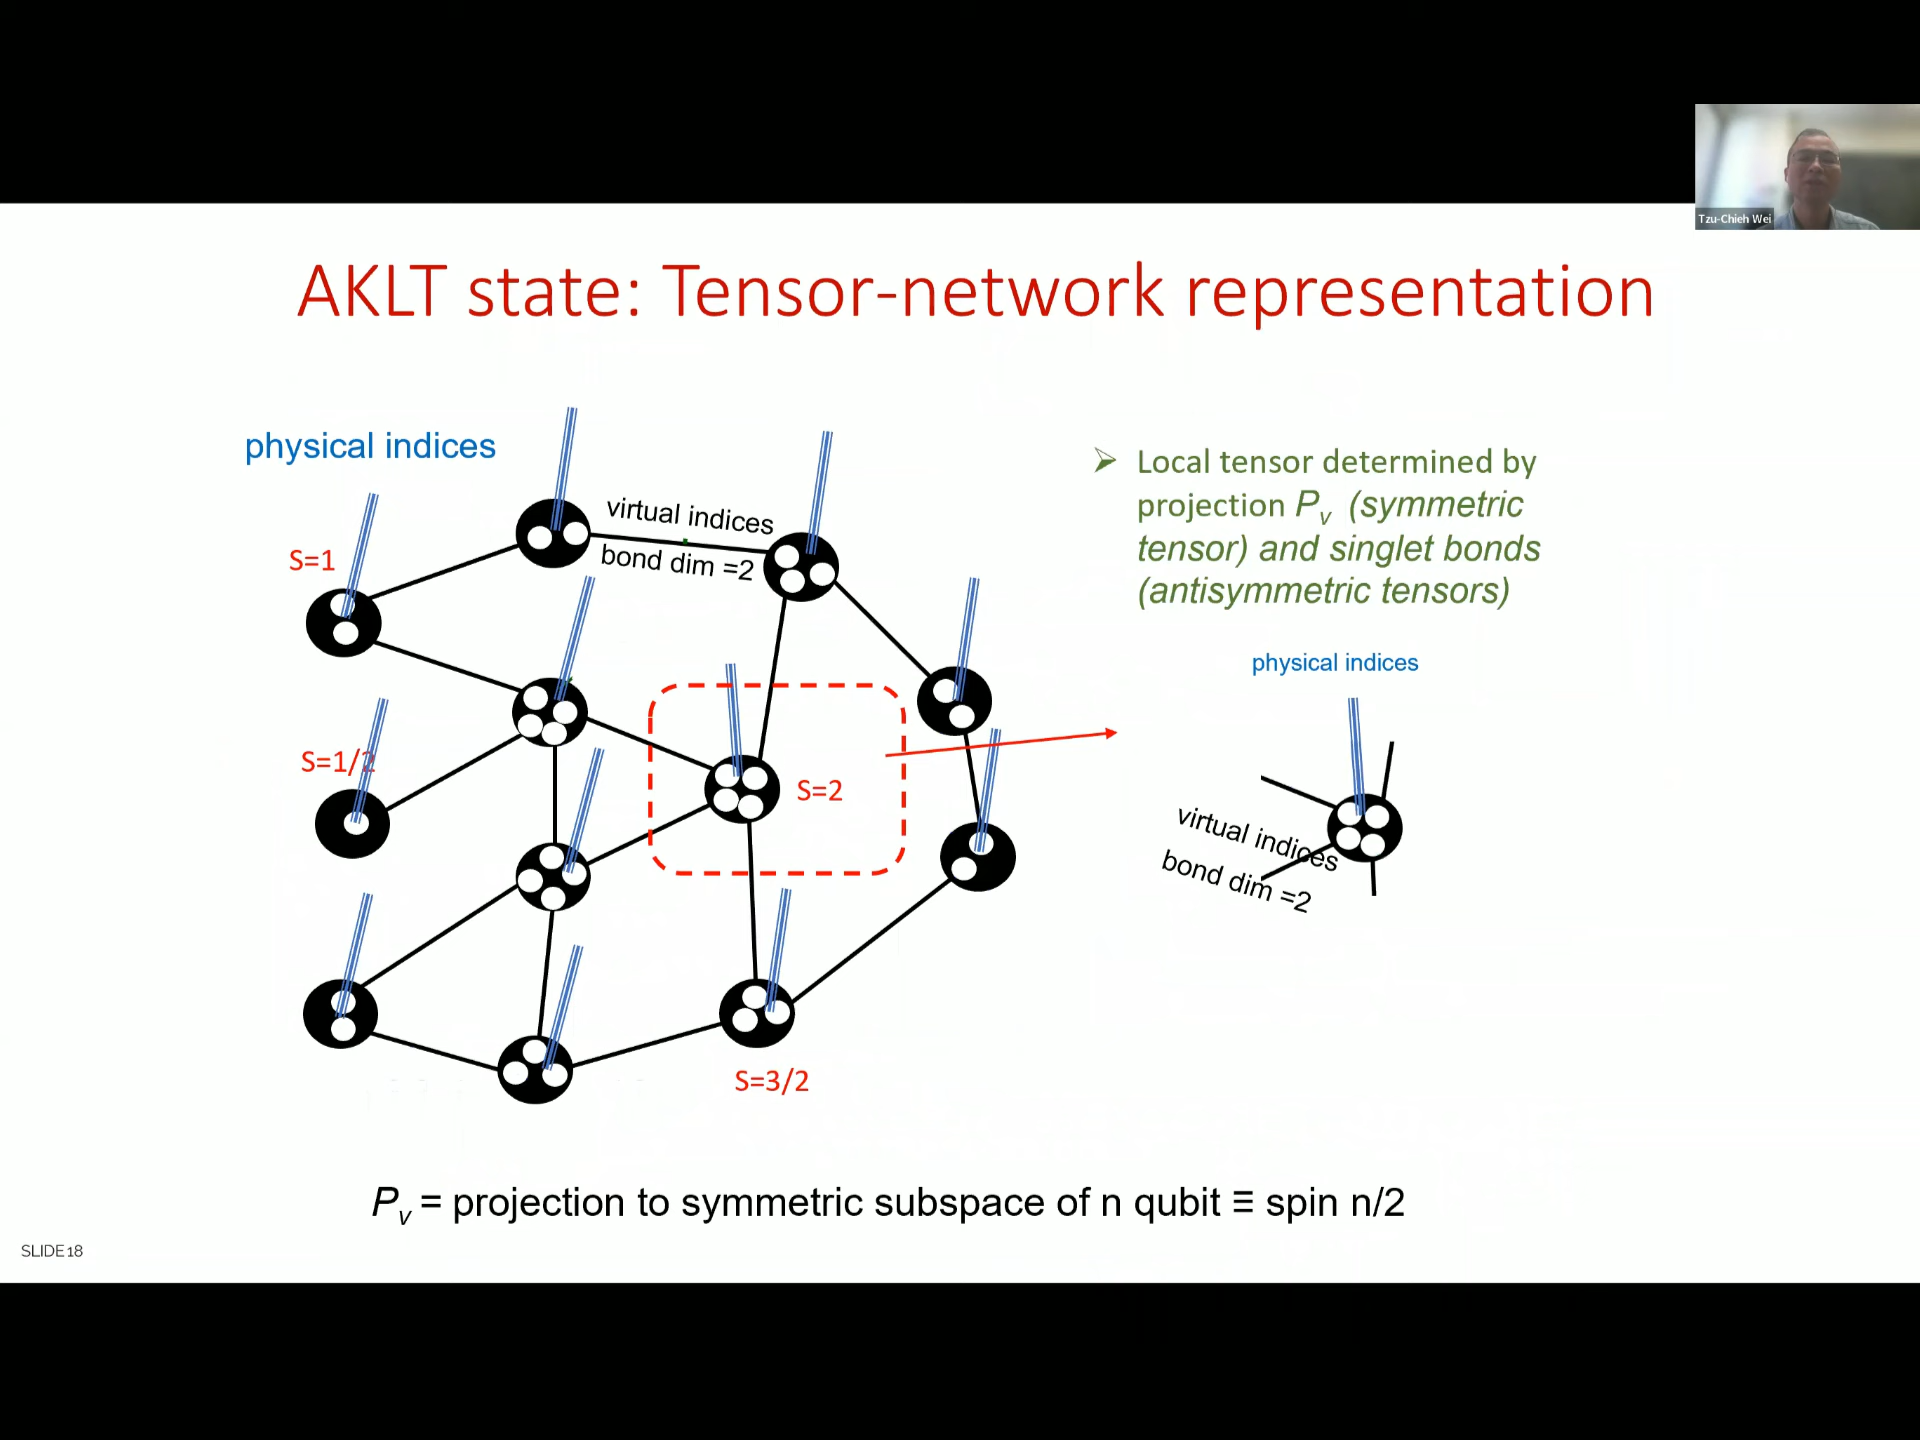 Tzu-Chieh Wei
AKLT state: Tensor-network representation
physical indices
virtual indices
bond dim =2
S=1
S=1/2
S=2
S=3/2
➤ Local tensor determined by
projection Pv (symmetric
tensor) and singlet bonds
(antisymmetric tensors)
physical indices
virtual indices
bond dim =2
Pv = projection to symmetric subspace of n qubit ≡ spin n/2
SLIDE 18